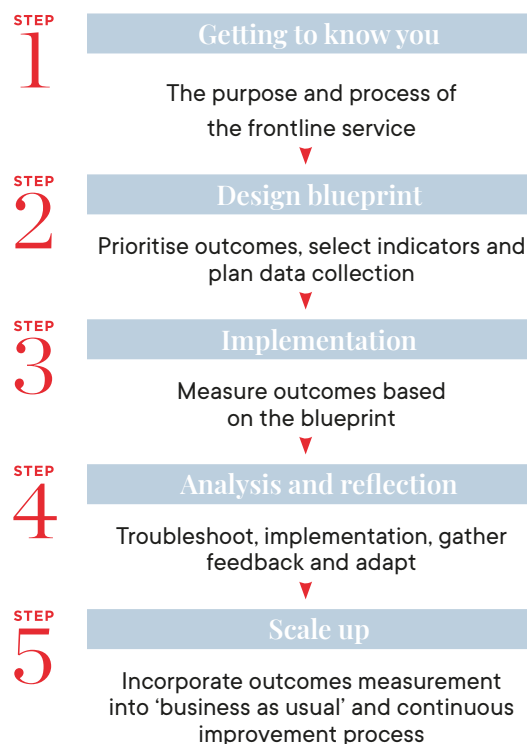 STEP
1
Getting to know you
The purpose and process of
the frontline service
STEP
2
Design blueprint
Prioritise outcomes, select indicators and
plan data collection
STEP
3
Implementation
Measure outcomes based
on the blueprint
STEP
4
Analysis and reflection
Troubleshoot, implementation, gather
feedback and adapt
STEP
5
Scale up
Incorporate outcomes measurement
into ‘business as usual’ and continuous
improvement process